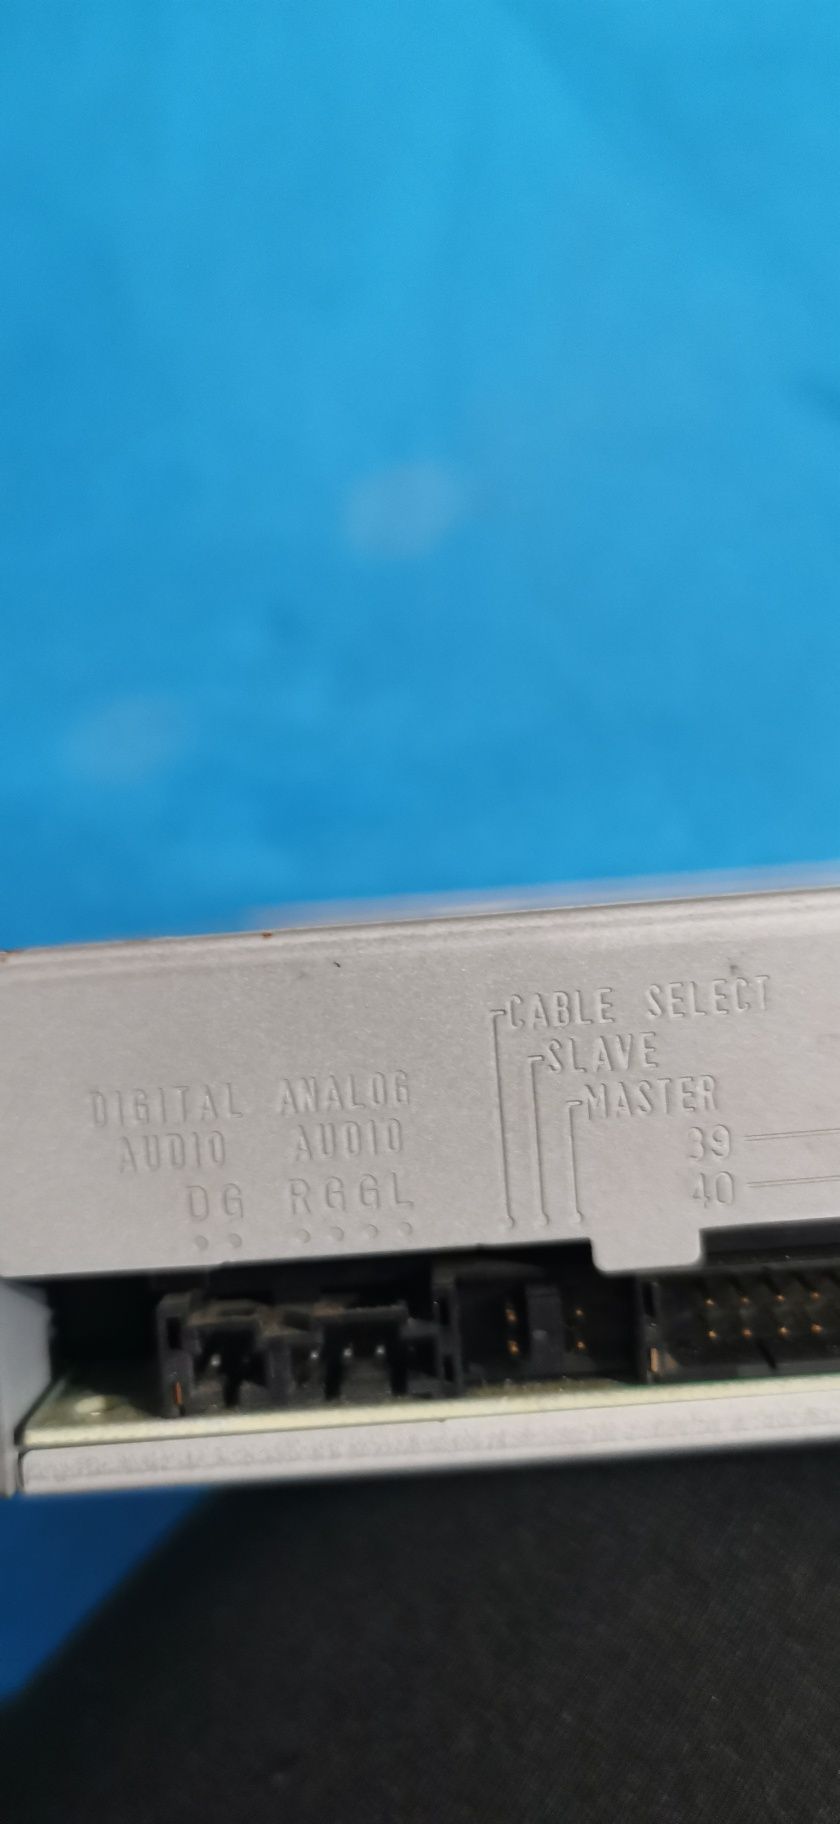 CABLE SELECT
SLAVE
MASTER
DIGITAL ANALOG
AUDIO AUDIO
39
40
DG RGGL